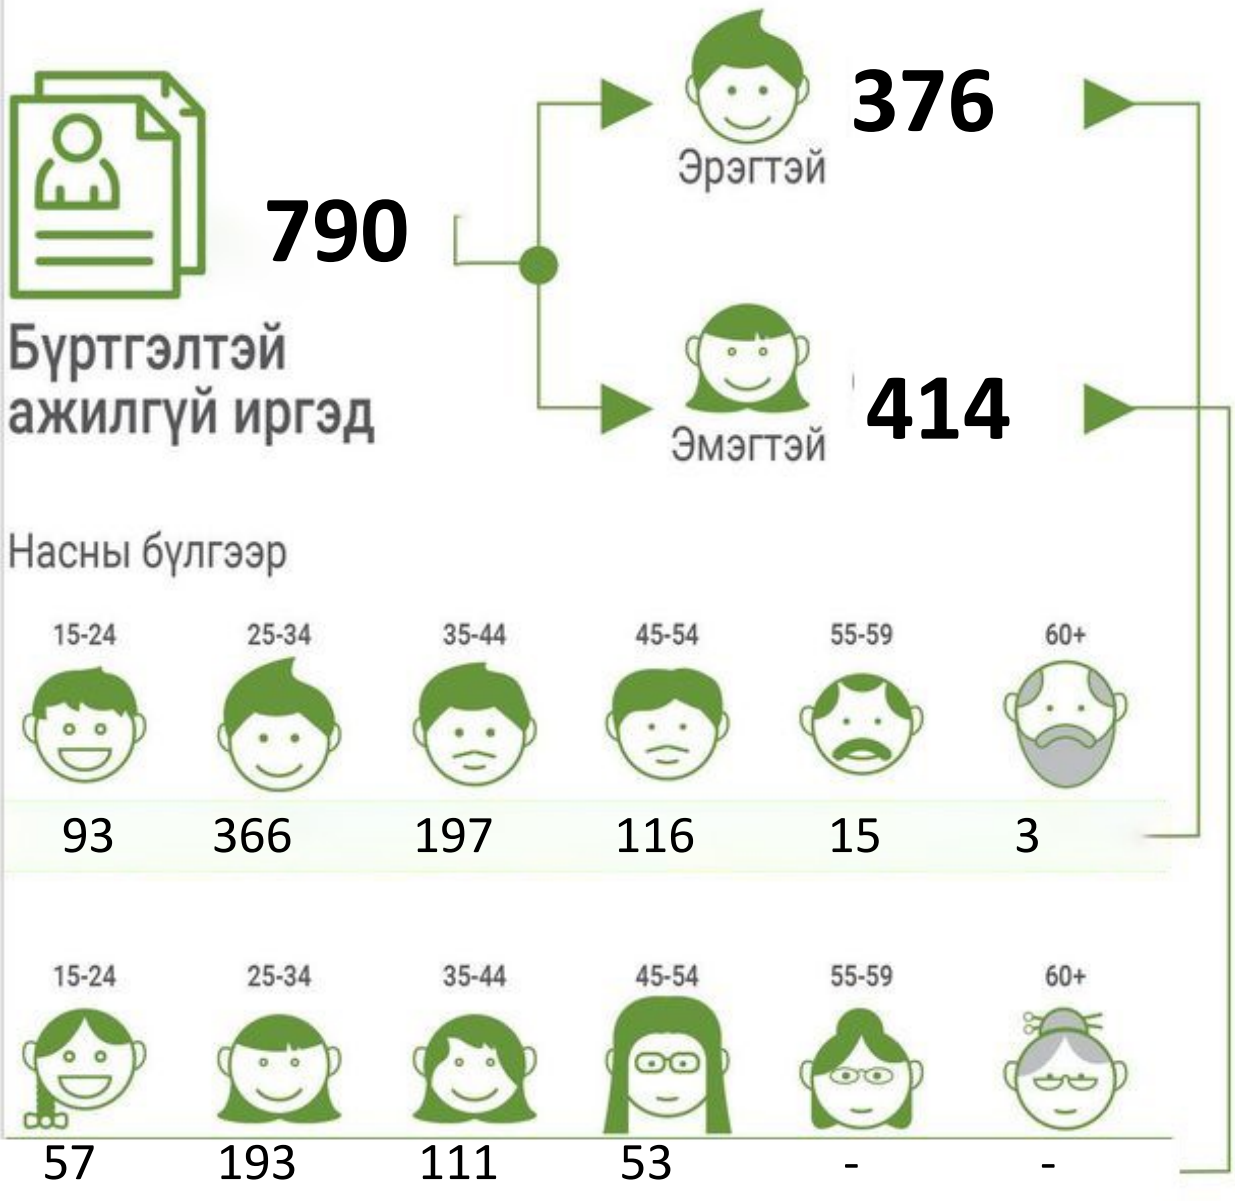 376
Эрэгтэй
790
Бүртгэлтэй
ажилгүй иргэд
414
Эмэгтэй
Насны бүлгээр
15-24 25-34 35-44 45-54 55-59 60+
93 366 197 116 15 3
15-24 25-34 35-44 45-54 55-59 60+
57 193 111 53 - -